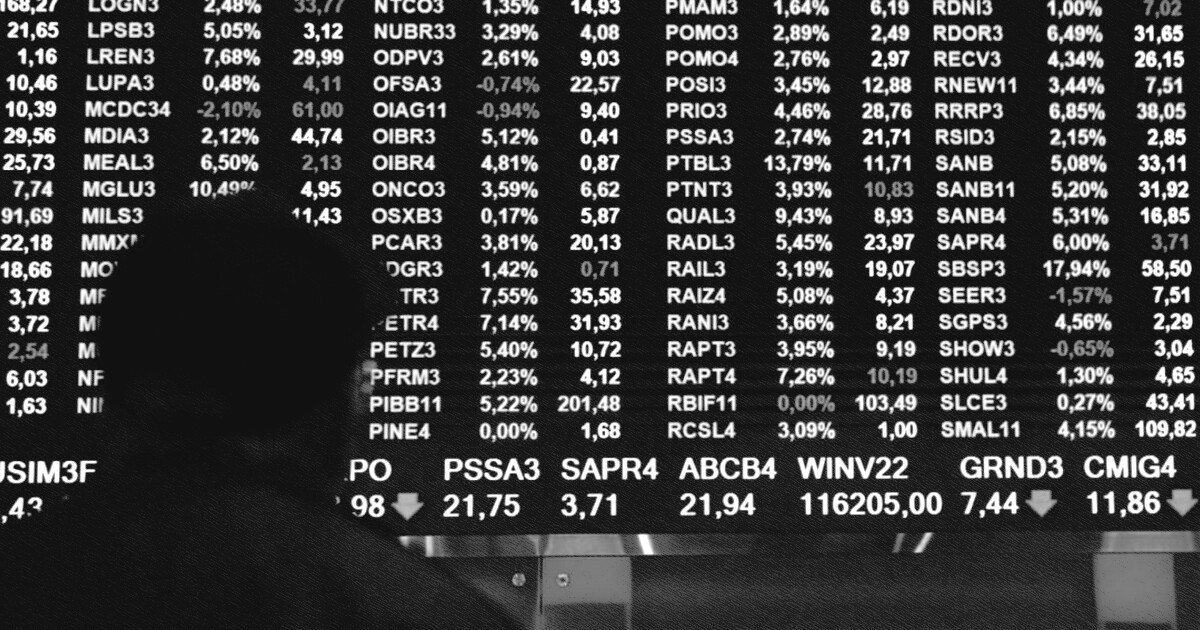 168,27 LOGN3 2,48% 33,77 NTCO3 1,35% 14,93 PMAM3 1,64% 6,19 RDNI3 1,00% 7,02
21,65 LPSB3 5,05% 3,12 NUBR33 3,29% 4,08 POMO3 2,89% 2,49 RDOR3 6,49% 31,65
1,16 LREN3 7,68% 29,99 ODPV3 2,61% 9,03 POMO4 2,76% 2,97 RECV3 4,34% 26,15
10,46 LUPA3 0,48% 4,11 OFSA3 -0,74% 22,57 POSI3 3,45% 12,88 RNEW11 3,44% 7,51
10,39 MCDC34 -2,10% 61,00 OIAG11 -0,94% 9,40 PRIO3 4,46% 28,76 RRRP3 6,85% 38,05
29,56 MDIA3 2,12% 44,74 OIBR3 5,12% 0,41 PSSA3 2,74% 21,71 RSID3 2,15% 2,85
25,73 MEAL3 6,50% 2,13 OIBR4 4,81% 0,87 PTBL3 13,79% 11,71 SANB 5,08% 33,11
7,74 MGLU3 10,49% 4,95 ONCO3 3,59% 6,62 PTNT3 3,93% 10,83 SANB11 5,20% 31,92
91,69 MILS3 11,43 OSXB3 0,17% 5,87 QUAL3 9,43% 8,93 SANB4 5,31% 16,85
22,18 PCAR3 3,81% 20,13 RADL3 5,45% 23,97 SAPR4 6,00% 3,71
18,66 DGR3 1,42% 0,71 RAIL3 3,19% 19,07 SBSP3 17,94% 58,50
3,78 TR3 7,55% 35,58 RAIZ4 5,08% 4,37 SEER3 -1,57% 7,51
3,72 PETR4 7,14% 31,93 RANI3 3,66% 8,21 SGPS3 4,56% 2,29
2,54 PETZ3 5,40% 10,72 RAPT3 3,95% 9,19 SHOW3 -0,65% 3,04
6,03 PFRM3 2,23% 4,12 RAPT4 7,26% 10,19 SHUL4 1,30% 4,65
1,63 PIBB11 5,22% 201,48 RBIF11 0,00% 103,49 SLCE3 0,27% 43,41
PINE4 0,00% 1,68 RCSL4 3,09% 1,00 SMAL11 4,15% 109,82
USIM3F PO PSSA3 SAPR4 ABCB4 WINV22 GRND3 CMIG4
,43 98 21,75 3,71 21,94 116205,00 7,44 11,86